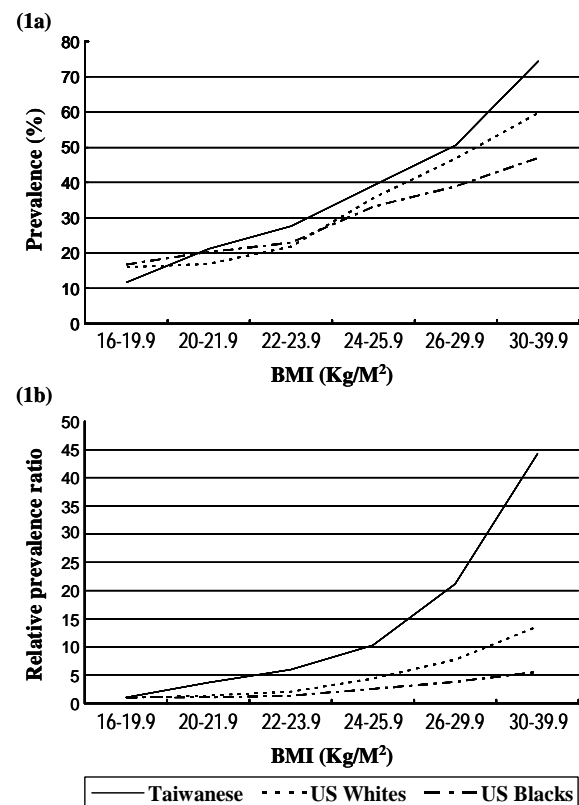 (1a)
80
70
60
50
40
30
20
10
0
Prevalence (%)
16-19.9 20-21.9 22-23.9 24-25.9 26-29.9 30-39.9
BMI (Kg/M²)
(1b)
50
45
40
35
30
25
20
15
10
5
0
Relative prevalence ratio
16-19.9 20-21.9 22-23.9 24-25.9 26-29.9 30-39.9
BMI (Kg/M²)
Taiwanese US Whites US Blacks